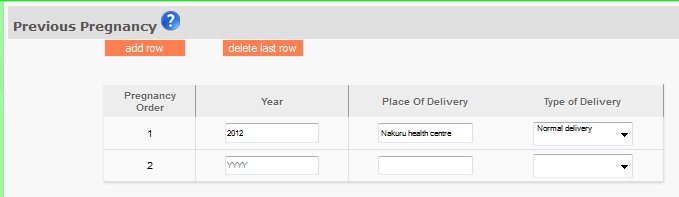 Previous Pregnancy ?
add row delete last row
Pregnancy Order Year Place Of Delivery Type of Delivery
1 2012 Nakuru health centre Normal delivery
2 YYYY